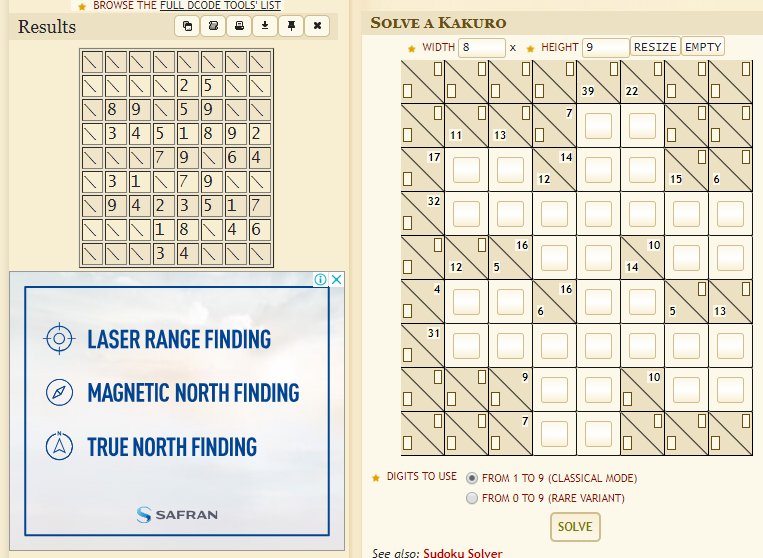 ★ BROWSE THE FULL DCODE TOOLS' LIST
Results
2 5
8 9 5 9
3 4 5 1 8 9 2
7 9 6 4
3 1 7 9
9 4 2 3 5 1 7
1 8 4 6
3 4
LASER RANGE FINDING
MAGNETIC NORTH FINDING
N
TRUE NORTH FINDING
SAFRAN
SOLVE A KAKURO
★ WIDTH 8 x ★ HEIGHT 9 RESIZE EMPTY
39 22
11 13 7
17 12 14 15 6
32
12 5 16 14 10
4 6 16 5 13
31
9 10
7
★ DIGITS TO USE FROM 1 TO 9 (CLASSICAL MODE)
FROM 0 TO 9 (RARE VARIANT)
SOLVE
See also: Sudoku Solver